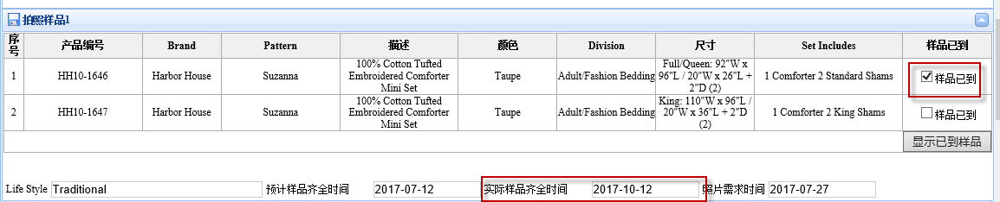 拍照样品1
序号 产品编号 Brand Pattern 描述 颜色 Division 尺寸 Set Includes 样品已到
1 HH10-1646 Harbor House Suzanna 100% Cotton Tufted Embroidered Comforter Mini Set Taupe Adult/Fashion Bedding Full/Queen: 92"W x 96"L / 20"W x 26"L + 2"D (2) 1 Comforter 2 Standard Shams 样品已到
2 HH10-1647 Harbor House Suzanna 100% Cotton Tufted Embroidered Comforter Mini Set Taupe Adult/Fashion Bedding King: 110"W x 96"L / 20"W x 36"L + 2"D (2) 1 Comforter 2 King Shams 样品已到
显示已到样品
Life Style Traditional 预计样品齐全时间 2017-07-12 实际样品齐全时间 2017-10-12 照片需求时间 2017-07-27